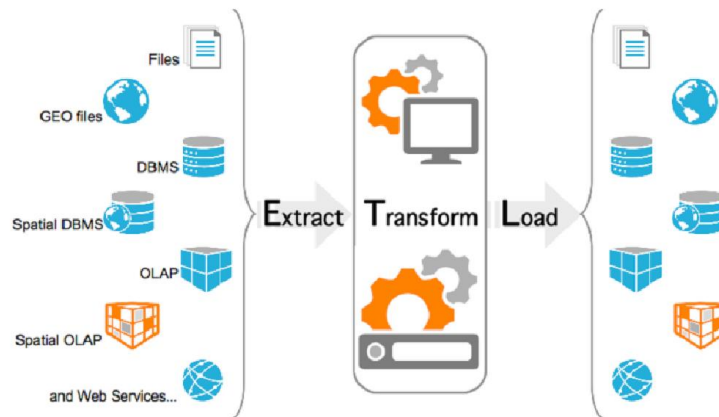 Files
GEO files
DBMS
Spatial DBMS
OLAP
Spatial OLAP
and Web Services...
Extract Transform Load